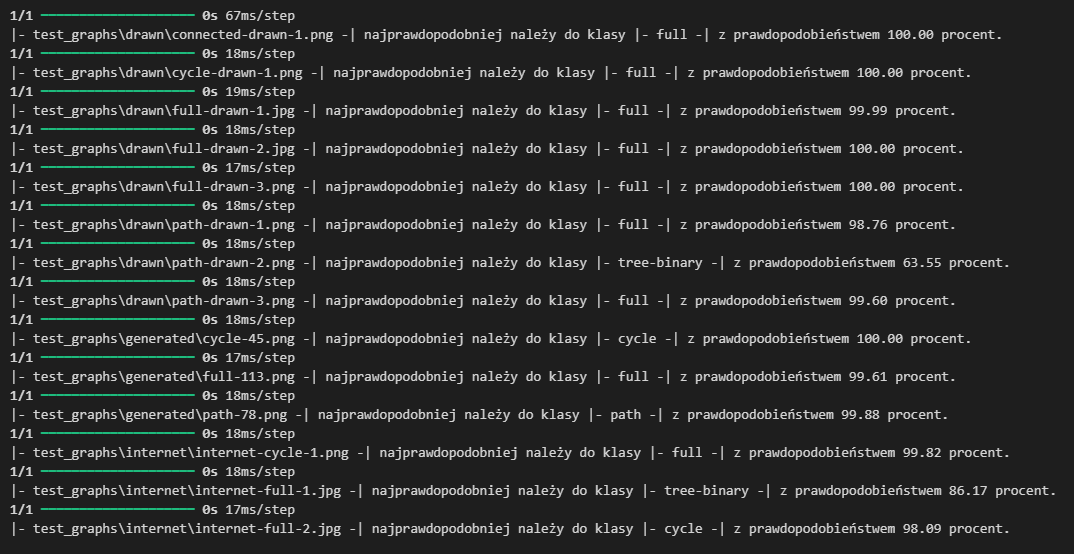 1/1 ━━━━━━━━━━━━━━━━━━━━ 0s 67ms/step
|- test_graphs\drawn\connected-drawn-1.png -| najprawdopodobniej należy do klasy |- full -| z prawdopodobieństwem 100.00 procent.
1/1 ━━━━━━━━━━━━━━━━━━━━ 0s 18ms/step
|- test_graphs\drawn\cycle-drawn-1.png -| najprawdopodobniej należy do klasy |- full -| z prawdopodobieństwem 100.00 procent.
1/1 ━━━━━━━━━━━━━━━━━━━━ 0s 19ms/step
|- test_graphs\drawn\full-drawn-1.jpg -| najprawdopodobniej należy do klasy |- full -| z prawdopodobieństwem 99.99 procent.
1/1 ━━━━━━━━━━━━━━━━━━━━ 0s 18ms/step
|- test_graphs\drawn\full-drawn-2.jpg -| najprawdopodobniej należy do klasy |- full -| z prawdopodobieństwem 100.00 procent.
1/1 ━━━━━━━━━━━━━━━━━━━━ 0s 17ms/step
|- test_graphs\drawn\full-drawn-3.png -| najprawdopodobniej należy do klasy |- full -| z prawdopodobieństwem 100.00 procent.
1/1 ━━━━━━━━━━━━━━━━━━━━ 0s 18ms/step
|- test_graphs\drawn\path-drawn-1.png -| najprawdopodobniej należy do klasy |- full -| z prawdopodobieństwem 98.76 procent.
1/1 ━━━━━━━━━━━━━━━━━━━━ 0s 18ms/step
|- test_graphs\drawn\path-drawn-2.png -| najprawdopodobniej należy do klasy |- tree-binary -| z prawdopodobieństwem 63.55 procent.
1/1 ━━━━━━━━━━━━━━━━━━━━ 0s 18ms/step
|- test_graphs\drawn\path-drawn-3.png -| najprawdopodobniej należy do klasy |- full -| z prawdopodobieństwem 99.60 procent.
1/1 ━━━━━━━━━━━━━━━━━━━━ 0s 18ms/step
|- test_graphs\generated\cycle-45.png -| najprawdopodobniej należy do klasy |- cycle -| z prawdopodobieństwem 100.00 procent.
1/1 ━━━━━━━━━━━━━━━━━━━━ 0s 17ms/step
|- test_graphs\generated\full-113.png -| najprawdopodobniej należy do klasy |- full -| z prawdopodobieństwem 99.61 procent.
1/1 ━━━━━━━━━━━━━━━━━━━━ 0s 18ms/step
|- test_graphs\generated\path-78.png -| najprawdopodobniej należy do klasy |- path -| z prawdopodobieństwem 99.88 procent.
1/1 ━━━━━━━━━━━━━━━━━━━━ 0s 18ms/step
|- test_graphs\internet\internet-cycle-1.png -| najprawdopodobniej należy do klasy |- full -| z prawdopodobieństwem 99.82 procent.
1/1 ━━━━━━━━━━━━━━━━━━━━ 0s 18ms/step
|- test_graphs\internet\internet-full-1.jpg -| najprawdopodobniej należy do klasy |- tree-binary -| z prawdopodobieństwem 86.17 procent.
1/1 ━━━━━━━━━━━━━━━━━━━━ 0s 17ms/step
|- test_graphs\internet\internet-full-2.jpg -| najprawdopodobniej należy do klasy |- cycle -| z prawdopodobieństwem 98.09 procent.